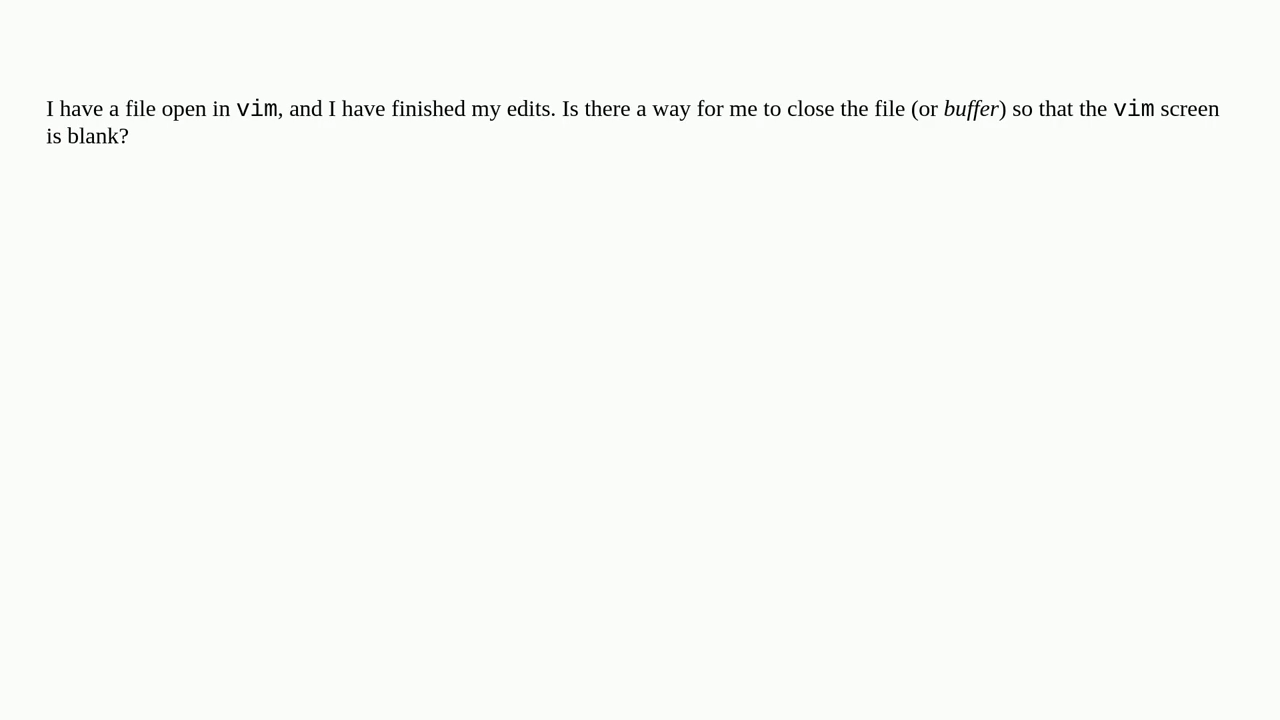 I have a file open in vim, and I have finished my edits. Is there a way for me to close the file (or buffer) so that the vim screen
is blank?